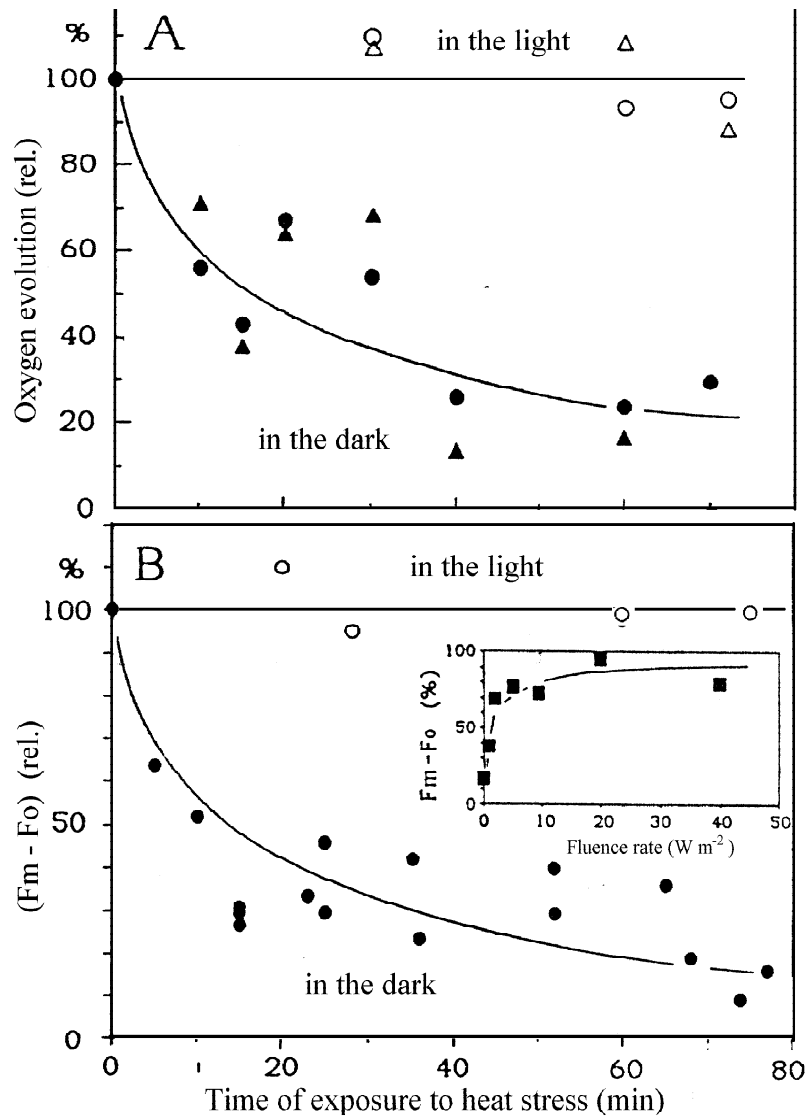 %
A
in the light
100
80
60
40
20
0
Oxygen evolution (rel.)
in the dark
%
B
in the light
100
50
0
(Fm - Fo) (rel.)
in the dark
100
50
0
Fm - Fo (%)
0 10 20 30 40 50
Fluence rate (W m-2)
0 20 40 60 80
Time of exposure to heat stress (min)